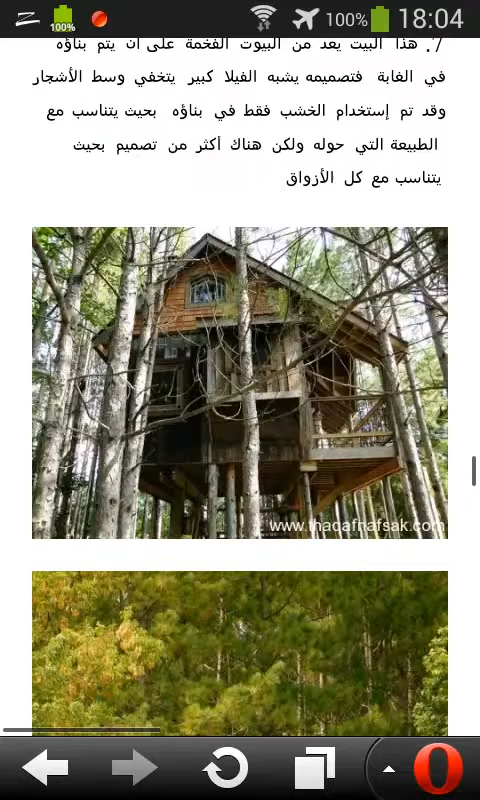 100%
100%
18:04
7. هذا البيت يعد من البيوت الفخمة على أن يتم بناؤه
في الغابة فتصميمه يشبه الفيلا كبير يتخفي وسط الأشجار
وقد تم إستخدام الخشب فقط في بناؤه بحيث يتناسب مع
الطبيعة التي حوله ولكن هناك أكثر من تصميم بحيث
يتناسب مع كل الأزواق
www.thaqafnafsak.com